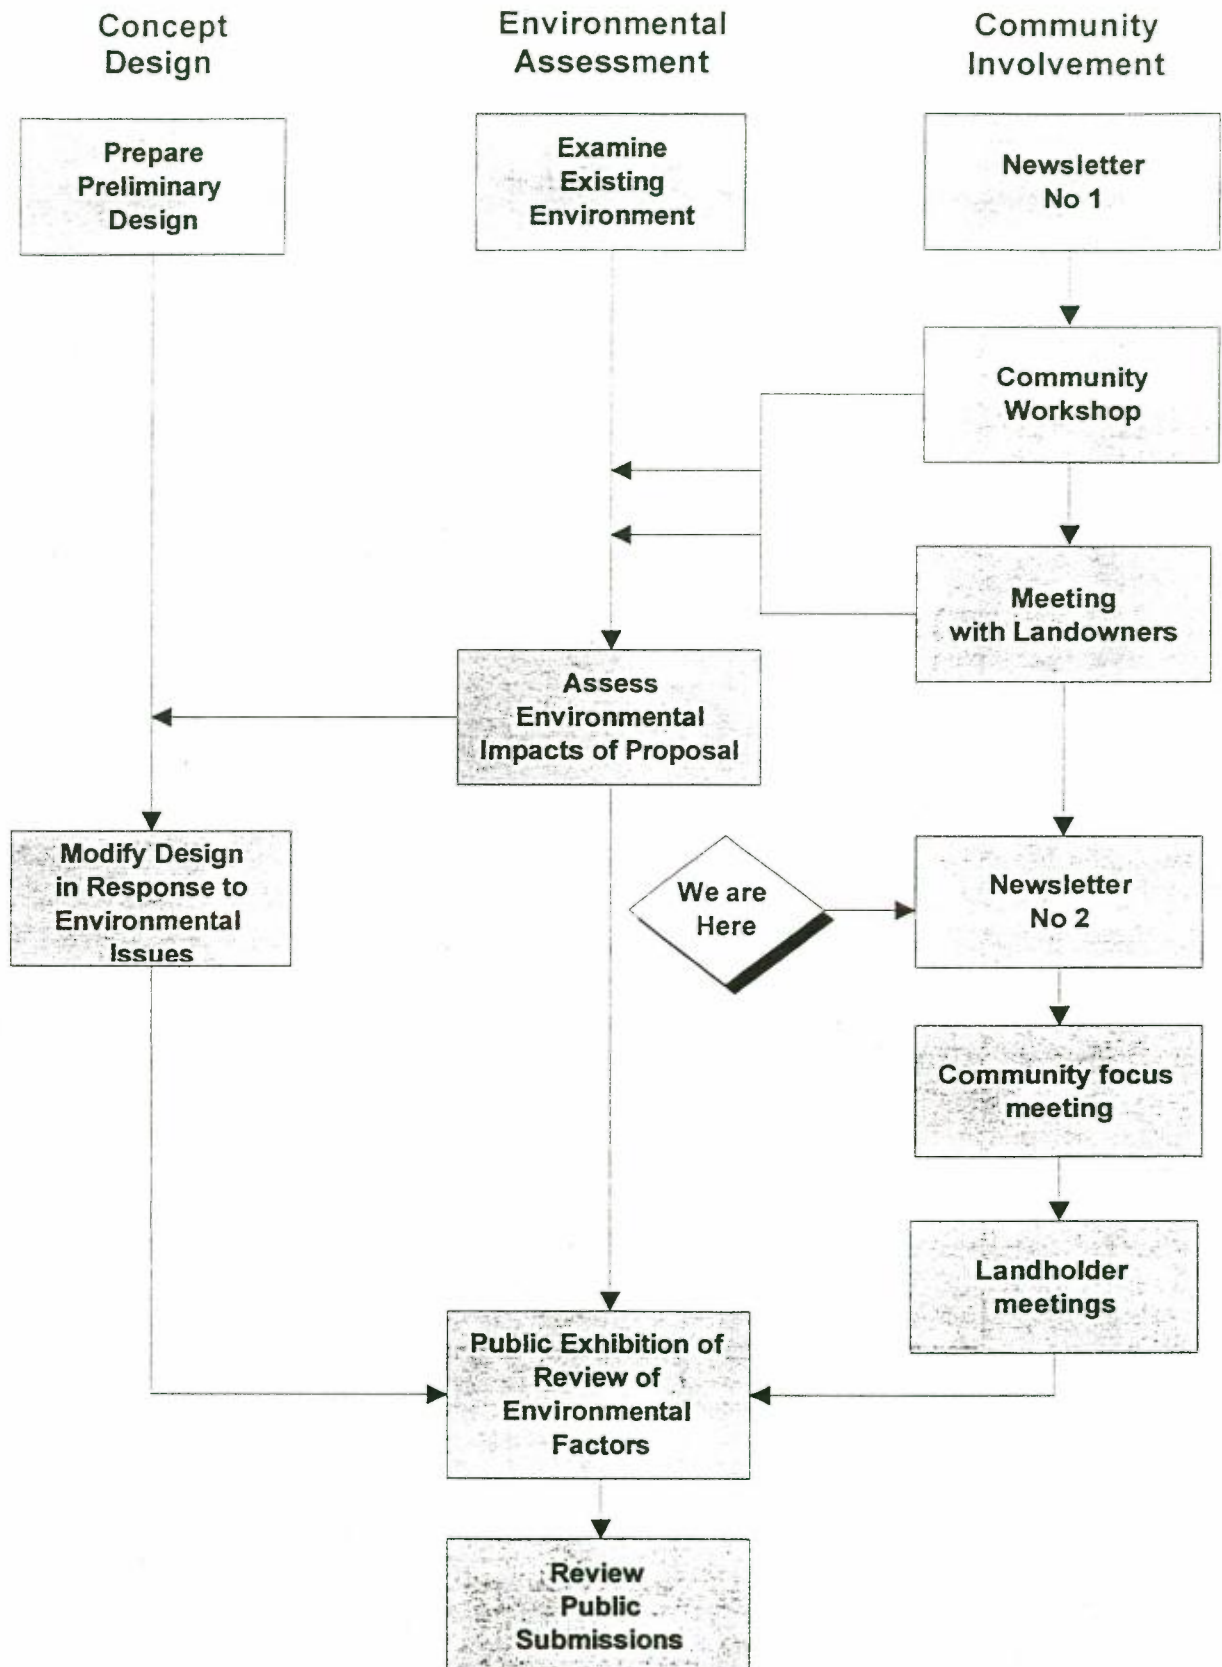 Concept
Design
Environmental
Assessment
Community
Involvement
Prepare
Preliminary
Design
Examine
Existing
Environment
Newsletter
No 1
Community
Workshop
Meeting
with Landowners
Assess
Environmental
Impacts of Proposal
Modify Design
in Response to
Environmental
Issues
We are
Here
Newsletter
No 2
Community focus
meeting
Landholder
meetings
Public Exhibition of
Review of
Environmental
Factors
Review
Public
Submissions